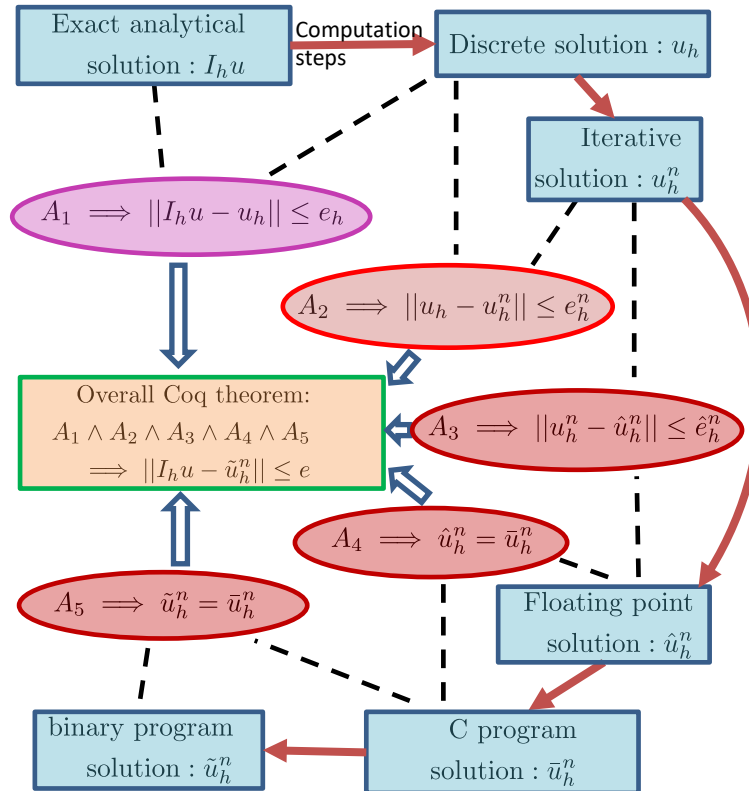 Exact analytical
solution : I_h u
Computation
steps
Discrete solution : u_h
Iterative
solution : u_h^n
A_1 ⟹ ||I_h u − u_h|| ≤ e_h
A_2 ⟹ ||u_h − u_h^n|| ≤ e_h^n
Overall Coq theorem:
A_1 ∧ A_2 ∧ A_3 ∧ A_4 ∧ A_5
⟹ ||I_h u − ũ_h^n|| ≤ e
A_3 ⟹ ||u_h^n − û_h^n|| ≤ ê_h^n
A_4 ⟹ û_h^n = ū_h^n
A_5 ⟹ ũ_h^n = ū_h^n
Floating point
solution : û_h^n
binary program
solution : ũ_h^n
C program
solution : ū_h^n